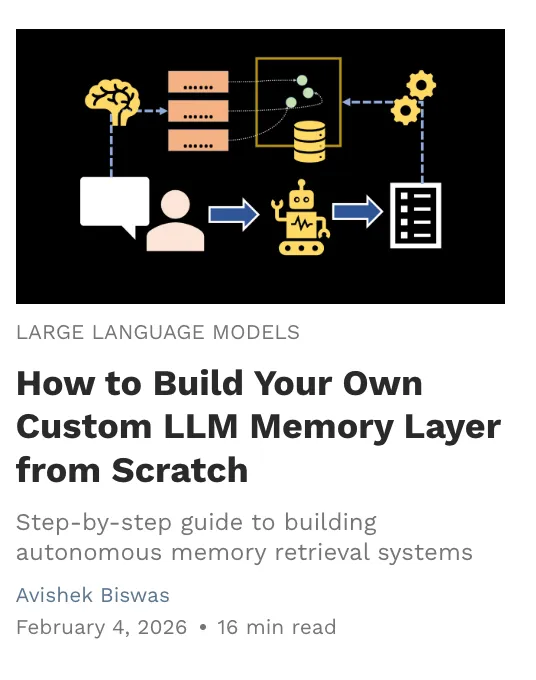 LARGE LANGUAGE MODELS
How to Build Your Own
Custom LLM Memory Layer
from Scratch
Step-by-step guide to building
autonomous memory retrieval systems
Avishek Biswas
February 4, 2026 • 16 min read